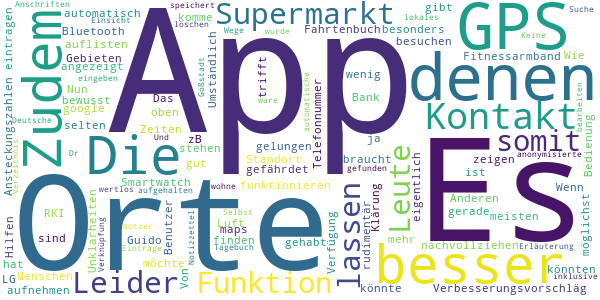 App
Orte
Es
GPS
denen
Die
besser
Zudem
Supermarkt
Kontakt
Leider
Funktion
lassen
Leute
somit
automatisch
Einsicht
speichert
löschen
Anschriften
Bluetooth
komme
auflisten
Gebieten
angezeigt
Nun
bewusst
google
selten
Ansteckungszahlen eintragen
Deutsche
Verzeichnis
Dr
RKI
sind
Hilfen
LG
hat
Menschen
aufnehmen
Unklarheiten
Verknüpfung
Benutzer
wertlos
aufgehalten
Smartwatch
Das
oben
Zeiten
Und
zB
stehen
gut
Wege
Großstadt
eingeben
wurde
Umständlich
ware
automatische
trifft
gelungen
gefährdet
Standort
funktionieren
wohne
gefunden
Telefonnummer
Fahrtenbuch
besonders
gibt
lokales
Suche
Keine
besuchen
Fitnessarmband
Wie
wenig
Bank
ja
braucht
Klärung
rudimentär
eigentlich
zeigen
anonymisierte
ist
Wenn
Bedienung
bearbeiten
Anderen
gerade
meisten
möglichst
nachvollziehen
Erläuterung
mehr
könnten
inklusive
Verbesserungsvorschlag
könnte
Verfügung
gehabt
Luft
finden
maps
Selbst
Tagebuch
Notizzettel
Von
möchte
Guido
Nutzer
Einträge